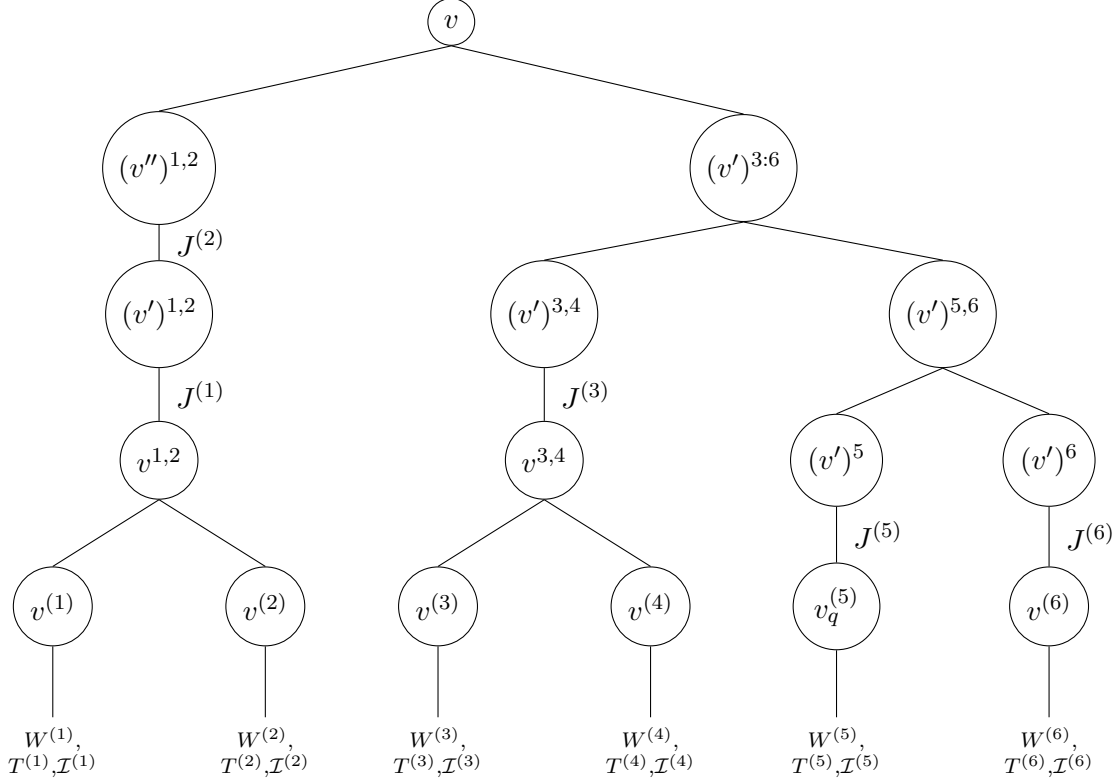 v
(v'')^{1,2}
(v')^{3:6}
J^{(2)}
(v')^{1,2}
(v')^{3,4}
(v')^{5,6}
J^{(1)}
J^{(3)}
v^{1,2}
v^{3,4}
(v')^5
(v')^6
J^{(5)}
J^{(6)}
v^{(1)}
v^{(2)}
v^{(3)}
v^{(4)}
v_q^{(5)}
v^{(6)}
W^{(1)},
T^{(1)},\mathcal{I}^{(1)}
W^{(2)},
T^{(2)},\mathcal{I}^{(2)}
W^{(3)},
T^{(3)},\mathcal{I}^{(3)}
W^{(4)},
T^{(4)},\mathcal{I}^{(4)}
W^{(5)},
T^{(5)},\mathcal{I}^{(5)}
W^{(6)},
T^{(6)},\mathcal{I}^{(6)}